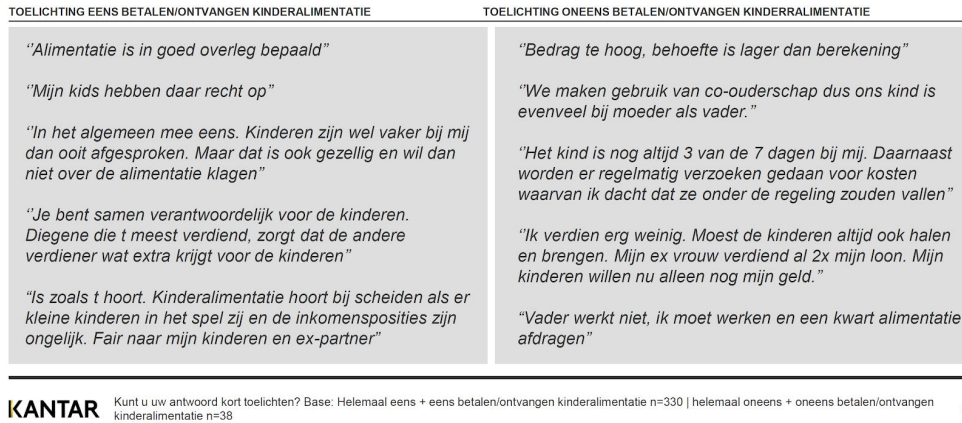 TOELICHTING EENS BETALEN/ONTVANGEN KINDERALIMENTATIE
‘’Alimentatie is in goed overleg bepaald”
‘’Mijn kids hebben daar recht op”
‘’In het algemeen mee eens. Kinderen zijn wel vaker bij mij
dan ooit afgesproken. Maar dat is ook gezellig en wil dan
niet over de alimentatie klagen”
‘’Je bent samen verantwoordelijk voor de kinderen.
Diegene die t meest verdiend, zorgt dat de andere
verdiener wat extra krijgt voor de kinderen”
“Is zoals t hoort. Kinderalimentatie hoort bij scheiden als er
kleine kinderen in het spel zij en de inkomensposities zijn
ongelijk. Fair naar mijn kinderen en ex-partner”
TOELICHTING ONEENS BETALEN/ONTVANGEN KINDERRALIMENTATIE
‘’Bedrag te hoog, behoefte is lager dan berekening”
‘’We maken gebruik van co-ouderschap dus ons kind is
evenveel bij moeder als vader.”
‘’Het kind is nog altijd 3 van de 7 dagen bij mij. Daarnaast
worden er regelmatig verzoeken gedaan voor kosten
waarvan ik dacht dat ze onder de regeling zouden vallen”
‘’Ik verdien erg weinig. Moest de kinderen altijd ook halen
en brengen. Mijn ex vrouw verdiend al 2x mijn loon. Mijn
kinderen willen nu alleen nog mijn geld.”
“Vader werkt niet, ik moet werken en een kwart alimentatie
afdragen”
KANTAR
Kunt u uw antwoord kort toelichten? Base: Helemaal eens + eens betalen/ontvangen kinderalimentatie n=330 | helemaal oneens + oneens betalen/ontvangen
kinderalimentatie n=38